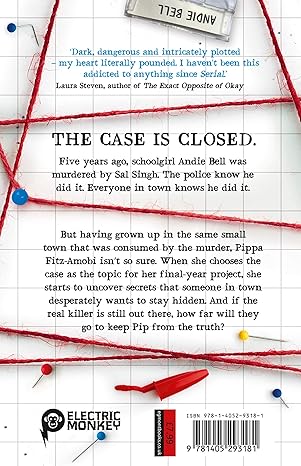 ANDIE BELL
'Dark, dangerous and intricately plotted
– my heart literally pounded. I haven't been this
addicted to anything since Serial.'
Laura Steven, author of The Exact Opposite of Okay
THE CASE IS CLOSED.
Five years ago, schoolgirl Andie Bell was
murdered by Sal Singh. The police know he
did it. Everyone in town knows he did it.
But having grown up in the same small
town that was consumed by the murder, Pippa
Fitz-Amobi isn't so sure. When she chooses the
case as the topic for her final-year project, she
starts to uncover secrets that someone in town
desperately wants to stay hidden. And if the
real killer is still out there, how far will they
go to keep Pip from the truth?
ELECTRIC
MONKEY
egmontbooks.co.uk
£7.99
ISBN 978-1-4052-9318-1
9 781405 293181